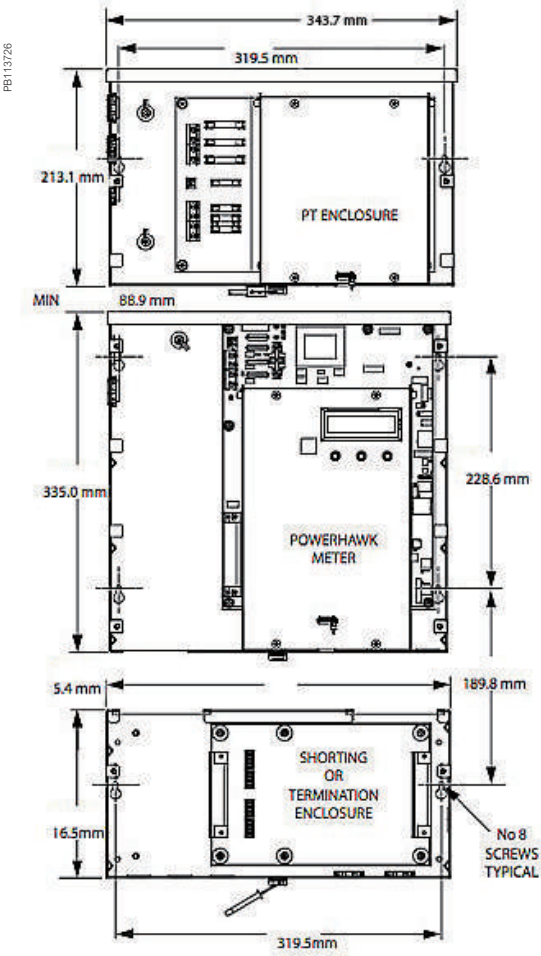 343.7 mm
PB113726
319.5 mm
213.1 mm
PT ENCLOSURE
MIN
88.9 mm
335.0 mm
228.6 mm
POWERHAWK
METER
5.4 mm
189.8 mm
SHORTING
OR
TERMINATION
ENCLOSURE
16.5mm
No 8
SCREWS
TYPICAL
319.5mm